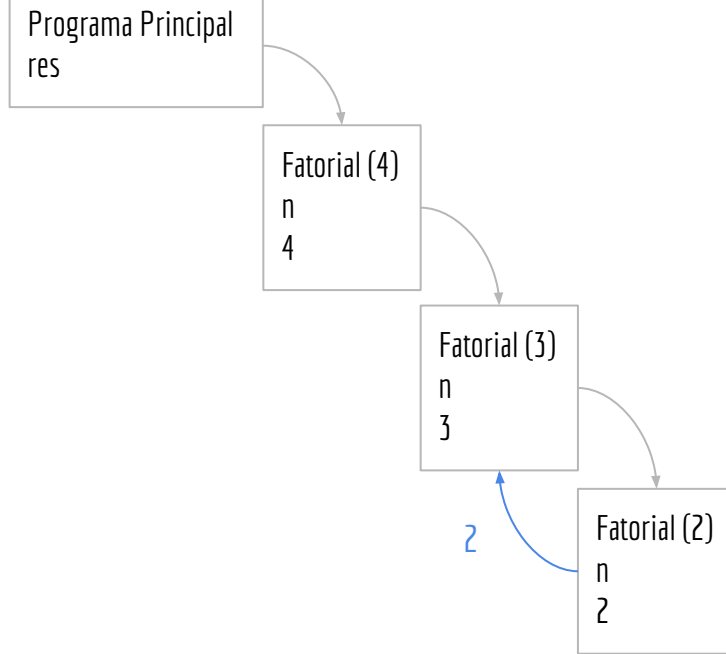 Programa Principal
res
Fatorial (4)
n
4
Fatorial (3)
n
3
2
Fatorial (2)
n
2